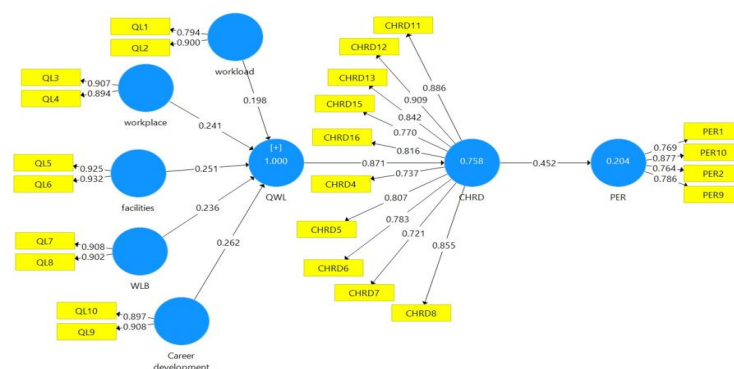 QL1
0.794
QL2
0.900
workload
0.198
QL3
0.907
QL4
0.894
workplace
0.241
QL5
0.925
QL6
0.932
facilities
0.251
QL7
0.908
QL8
0.902
WLB
0.236
QL10
0.897
QL9
0.908
Career
development
0.262
[+]
1.000
QWL
0.871
CHRD11
0.886
CHRD12
0.909
CHRD13
0.842
CHRD15
0.770
CHRD16
0.816
CHRD4
0.737
CHRD5
0.807
CHRD6
0.783
CHRD7
0.721
CHRD8
0.855
0.758
CHRD
0.452
0.204
PER
PER1
0.769
PER10
0.877
PER2
0.764
PER9
0.786